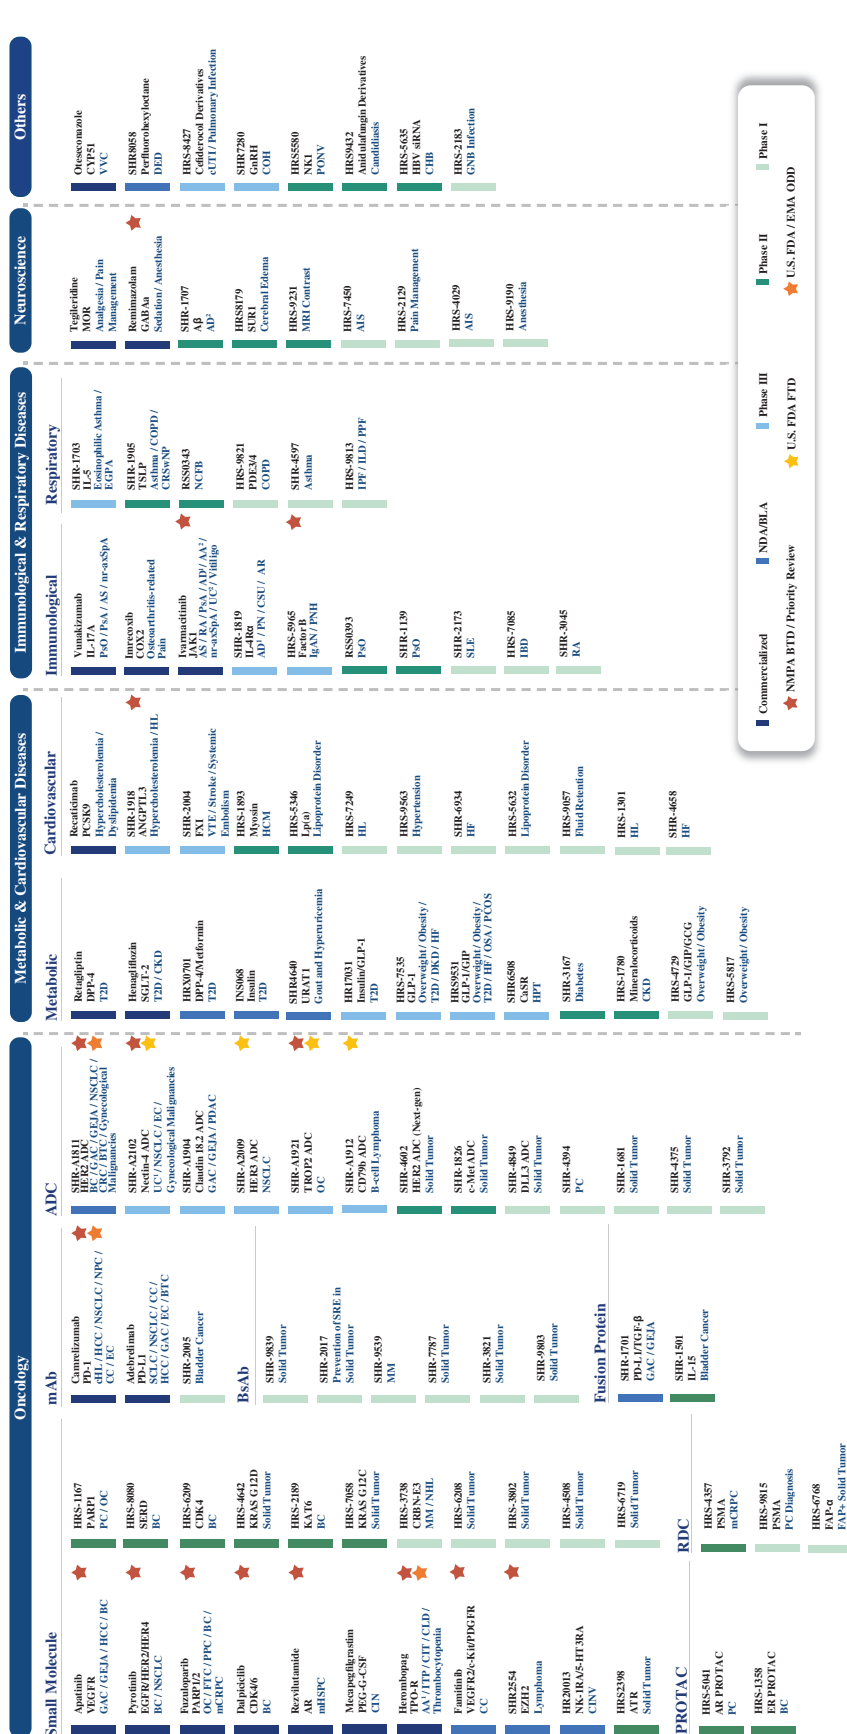 Oncology
Small Molecule
Apatinib
VEGFR
GAC / GEJA / HCC / BC
Pyrotinib
EGFR/HER2/HER4
BC / NSCLC
Fuzuloparib
PARP1/2
OC / FTC / PPC / BC /
mCRPC
Dalpiciclib
CDK4/6
BC
Rezvilutamide
AR
mHSPC
Mecapegfilgrastim
PEG-G-CSF
CIN
Herombopag
TPO-R
AA¹ / ITP / CIT / CLD /
Thrombocytopenia
Famitinib
VEGFR2/c-Kit/PDGFR
CC
SHR2554
EZH2
Lymphoma
HR20013
NK-1RA/5-HT3RA
CINV
HRS2398
ATR
Solid Tumor
HRS-1167
PARP1
PC / OC
HRS-8080
SERD
BC
HRS-6209
CDK4
BC
HRS-4642
KRAS G12D
Solid Tumor
HRS-2189
KAT6
BC
HRS-7058
KRAS G12C
Solid Tumor
HRS-3738
CRBN-E3
MM / NHL
HRS-6208
Solid Tumor
HRS-3802
Solid Tumor
HRS-4508
Solid Tumor
HRS-6719
Solid Tumor
PROTAC
HRS-5041
AR PROTAC
PC
HRS-1358
ER PROTAC
BC
RDC
HRS-4357
PSMA
mCRPC
HRS-9815
PSMA
PC Diagnosis
HRS-6768
FAP-α
FAP+ Solid Tumor
mAb
Camrelizumab
PD-1
cHL / HCC / NSCLC / NPC /
CC / EC
Adebrelimab
PD-L1
SCLC / NSCLC / CC /
HCC / GAC / EC / BTC
SHR-2005
Bladder Cancer
BsAb
SHR-9839
Solid Tumor
SHR-2017
Prevention of SRE in
Solid Tumor
SHR-9539
MM
SHR-7787
Solid Tumor
SHR-3821
Solid Tumor
SHR-9803
Solid Tumor
Fusion Protein
SHR-1701
PD-L1/TGF-β
GAC / GEJA
SHR-1501
IL-15
Bladder Cancer
ADC
SHR-A1811
HER2 ADC
BC / GAC / GEJA / NSCLC /
CRC / BTC / Gynecological
Malignancies
SHR-A2102
Nectin-4 ADC
UC¹ / NSCLC / EC /
Gynecological Malignancies
SHR-A1904
Claudin 18.2 ADC
GAC / GEJA / PDAC
SHR-A2009
HER3 ADC
NSCLC
SHR-A1921
TROP2 ADC
OC
SHR-A1912
CD79b ADC
B-cell Lymphoma
SHR-4602
HER2 ADC (Next-gen)
Solid Tumor
SHR-1826
c-Met ADC
Solid Tumor
SHR-4849
DLL3 ADC
Solid Tumor
SHR-4394
PC
SHR-1681
Solid Tumor
SHR-4375
Solid Tumor
SHR-3792
Solid Tumor
Metabolic & Cardiovascular Diseases
Metabolic
Retagliptin
DPP-4
T2D
Henagliflozin
SGLT-2
T2D / CKD
HRX0701
DPP-4/Metformin
T2D
INS068
Insulin
T2D
SHR4640
URAT1
Gout and Hyperuricemia
HR17031
Insulin/GLP-1
T2D
HRS-7535
GLP-1
Overweight / Obesity /
T2D / DKD / HF
HRS9531
GLP-1/GIP
Overweight / Obesity /
T2D / HF / OSA / PCOS
SHR6508
CaSR
HPT
SHR-3167
Diabetes
HRS-1780
Mineralocorticoids
CKD
HRS-4729
GLP-1/GIP/GCG
Overweight / Obesity
HRS-5817
Overweight / Obesity
Cardiovascular
Recaticimab
PCSK9
Hypercholesterolemia /
Dyslipidemia
SHR-1918
ANGPTL3
Hypercholesterolemia / HL
SHR-2004
FXI
VTE / Stroke / Systemic
Embolism
HRS-1893
Myosin
HCM
HRS-5346
Lp(a)
Lipoprotein Disorder
HRS-7249
HL
HRS-9563
Hypertension
SHR-6934
HF
HRS-5632
Lipoprotein Disorder
HRS-9057
Fluid Retention
HRS-1301
HL
SHR-4658
HF
Immunological & Respiratory Diseases
Immunological
Vunakizumab
IL-17A
PsO / PsA / AS / nr-axSpA
Imrecoxib
COX2
Osteoarthritis-related
Pain
Ivarmacitinib
JAK1
AS / RA / PsA / AD¹ / AA² /
nr-axSpA / UC² / Vitiligo
SHR-1819
IL-4Rα
AD¹ / PN / CSU / AR
HRS-5965
Factor B
IgAN / PNH
RSS0393
PsO
SHR-1139
PsO
SHR-2173
SLE
HRS-7085
IBD
SHR-3045
RA
Respiratory
SHR-1703
IL-5
Eosinophilic Asthma /
EGPA
SHR-1905
TSLP
Asthma / COPD /
CRSwNP
RSS0343
NCFB
HRS-9821
PDE3/4
COPD
SHR-4597
Asthma
HRS-9813
IPF / ILD / PPF
Neuroscience
Tegileridine
MOR
Analgesia / Pain
Management
Remimazolam
GABAa
Sedation / Anesthesia
SHR-1707
Aβ
AD²
HRS8179
SUR1
Cerebral Edema
HRS-9231
MRI Contrast
HRS-7450
AIS
HRS-2129
Pain Management
HRS-4029
AIS
HRS-9190
Anesthesia
Others
Oteseconazole
CYP51
VVC
SHR8058
Perfluorohexyloctane
DED
HRS-8427
Cefiderocol Derivatives
cUTI / Pulmonary Infection
SHR7280
GnRH
COH
HRS5580
NK1
PONV
HRS9432
Anidulafungin Derivatives
Candidiasis
HRS-5635
HBV siRNA
CHB
HRS-2183
GNB Infection
Commercialized
NDA/BLA
Phase III
Phase II
Phase I
NMPA BTD / Priority Review
U.S. FDA FTD
U.S. FDA / EMA ODD